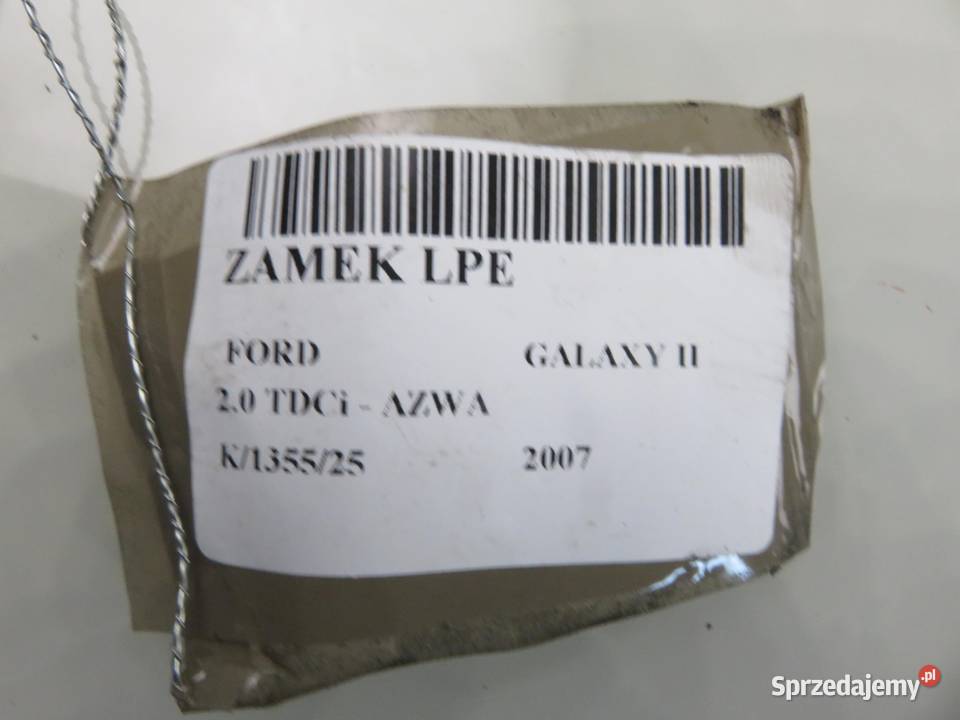 ZAMEK LPE
FORD GALAXY II
2.0 TDCi - AZWA
K/1355/25 2007
Sprzedajemy.pl